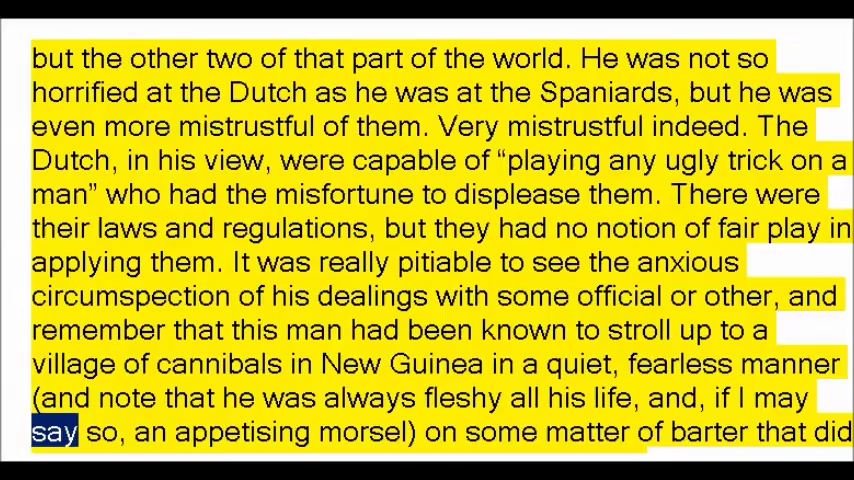 but the other two of that part of the world. He was not so
horrified at the Dutch as he was at the Spaniards, but he was
even more mistrustful of them. Very mistrustful indeed. The
Dutch, in his view, were capable of “playing any ugly trick on a
man” who had the misfortune to displease them. There were
their laws and regulations, but they had no notion of fair play in
applying them. It was really pitiable to see the anxious
circumspection of his dealings with some official or other, and
remember that this man had been known to stroll up to a
village of cannibals in New Guinea in a quiet, fearless manner
(and note that he was always fleshy all his life, and, if I may
say so, an appetising morsel) on some matter of barter that did